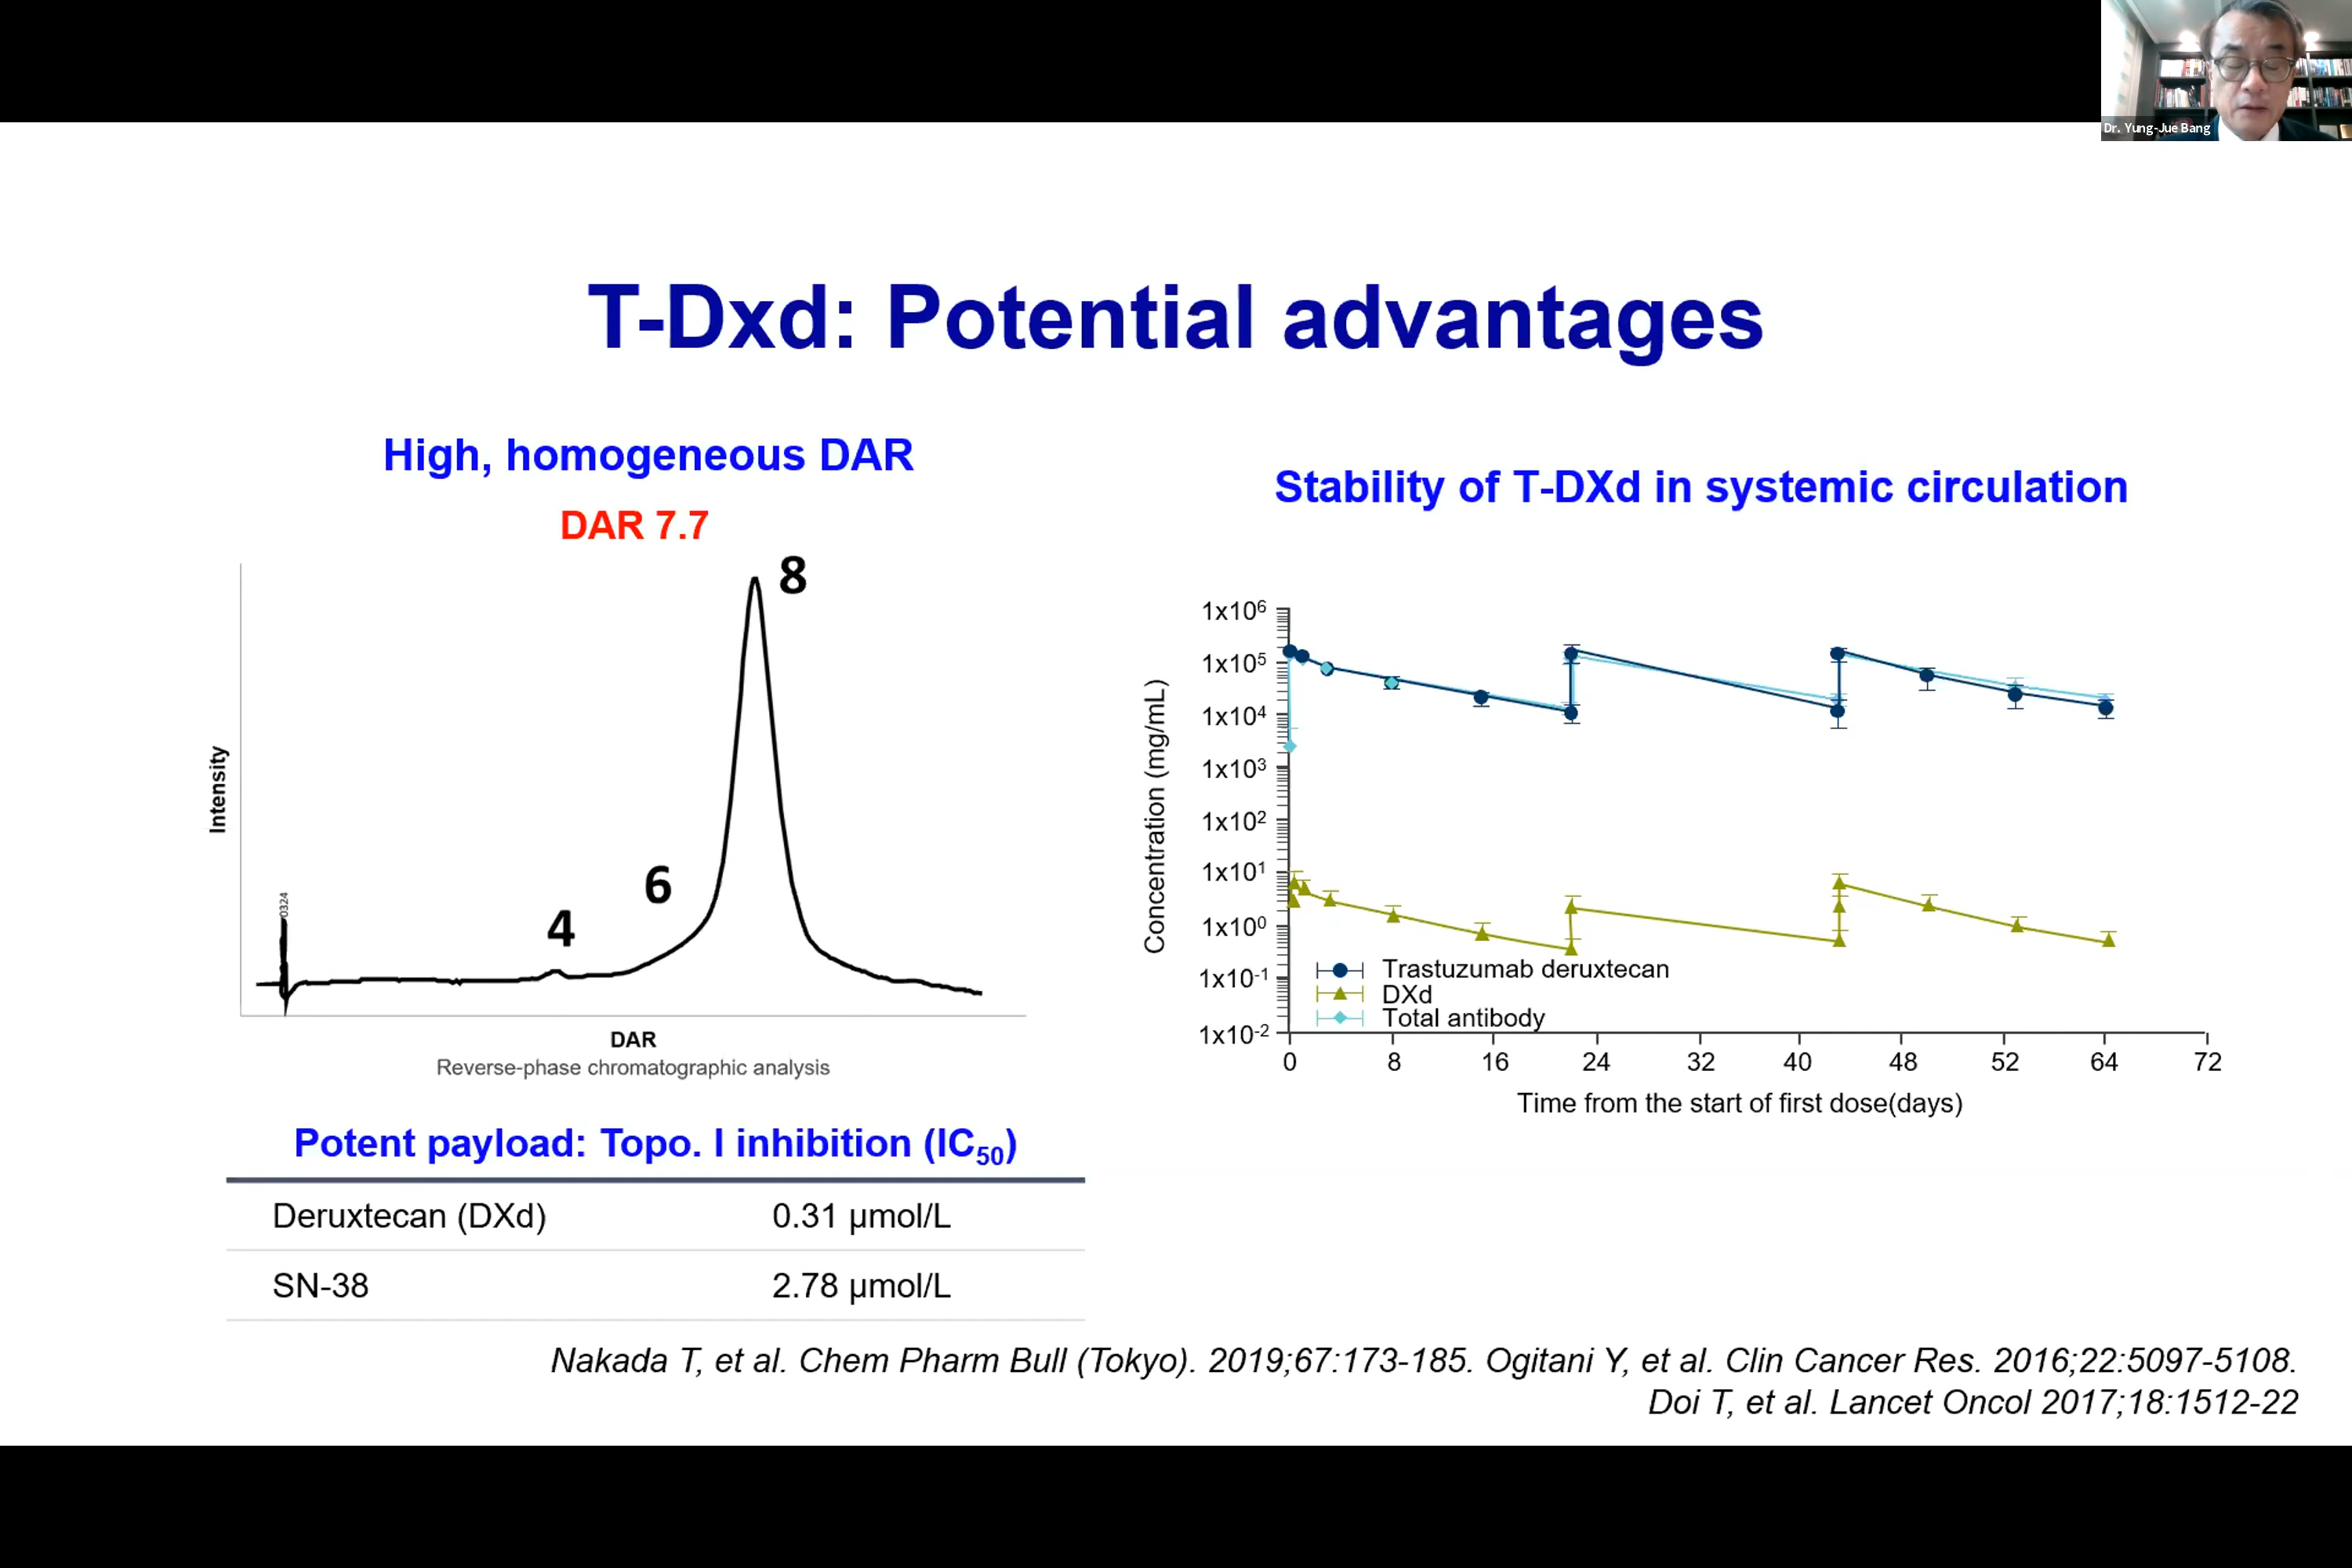 Dr. Yung-Jue Bang
T-Dxd: Potential advantages
High, homogeneous DAR
DAR 7.7
8
6
4
0324
Intensity
DAR
Reverse-phase chromatographic analysis
Potent payload: Topo. I inhibition (IC50)
Deruxtecan (DXd) 0.31 µmol/L
SN-38 2.78 µmol/L
Stability of T-DXd in systemic circulation
Concentration (mg/mL)
1x10⁶
1x10⁵
1x10⁴
1x10³
1x10²
1x10¹
1x10⁰
1x10⁻¹
1x10⁻²
Trastuzumab deruxtecan
DXd
Total antibody
0 8 16 24 32 40 48 52 64 72
Time from the start of first dose(days)
Nakada T, et al. Chem Pharm Bull (Tokyo). 2019;67:173-185. Ogitani Y, et al. Clin Cancer Res. 2016;22:5097-5108.
Doi T, et al. Lancet Oncol 2017;18:1512-22